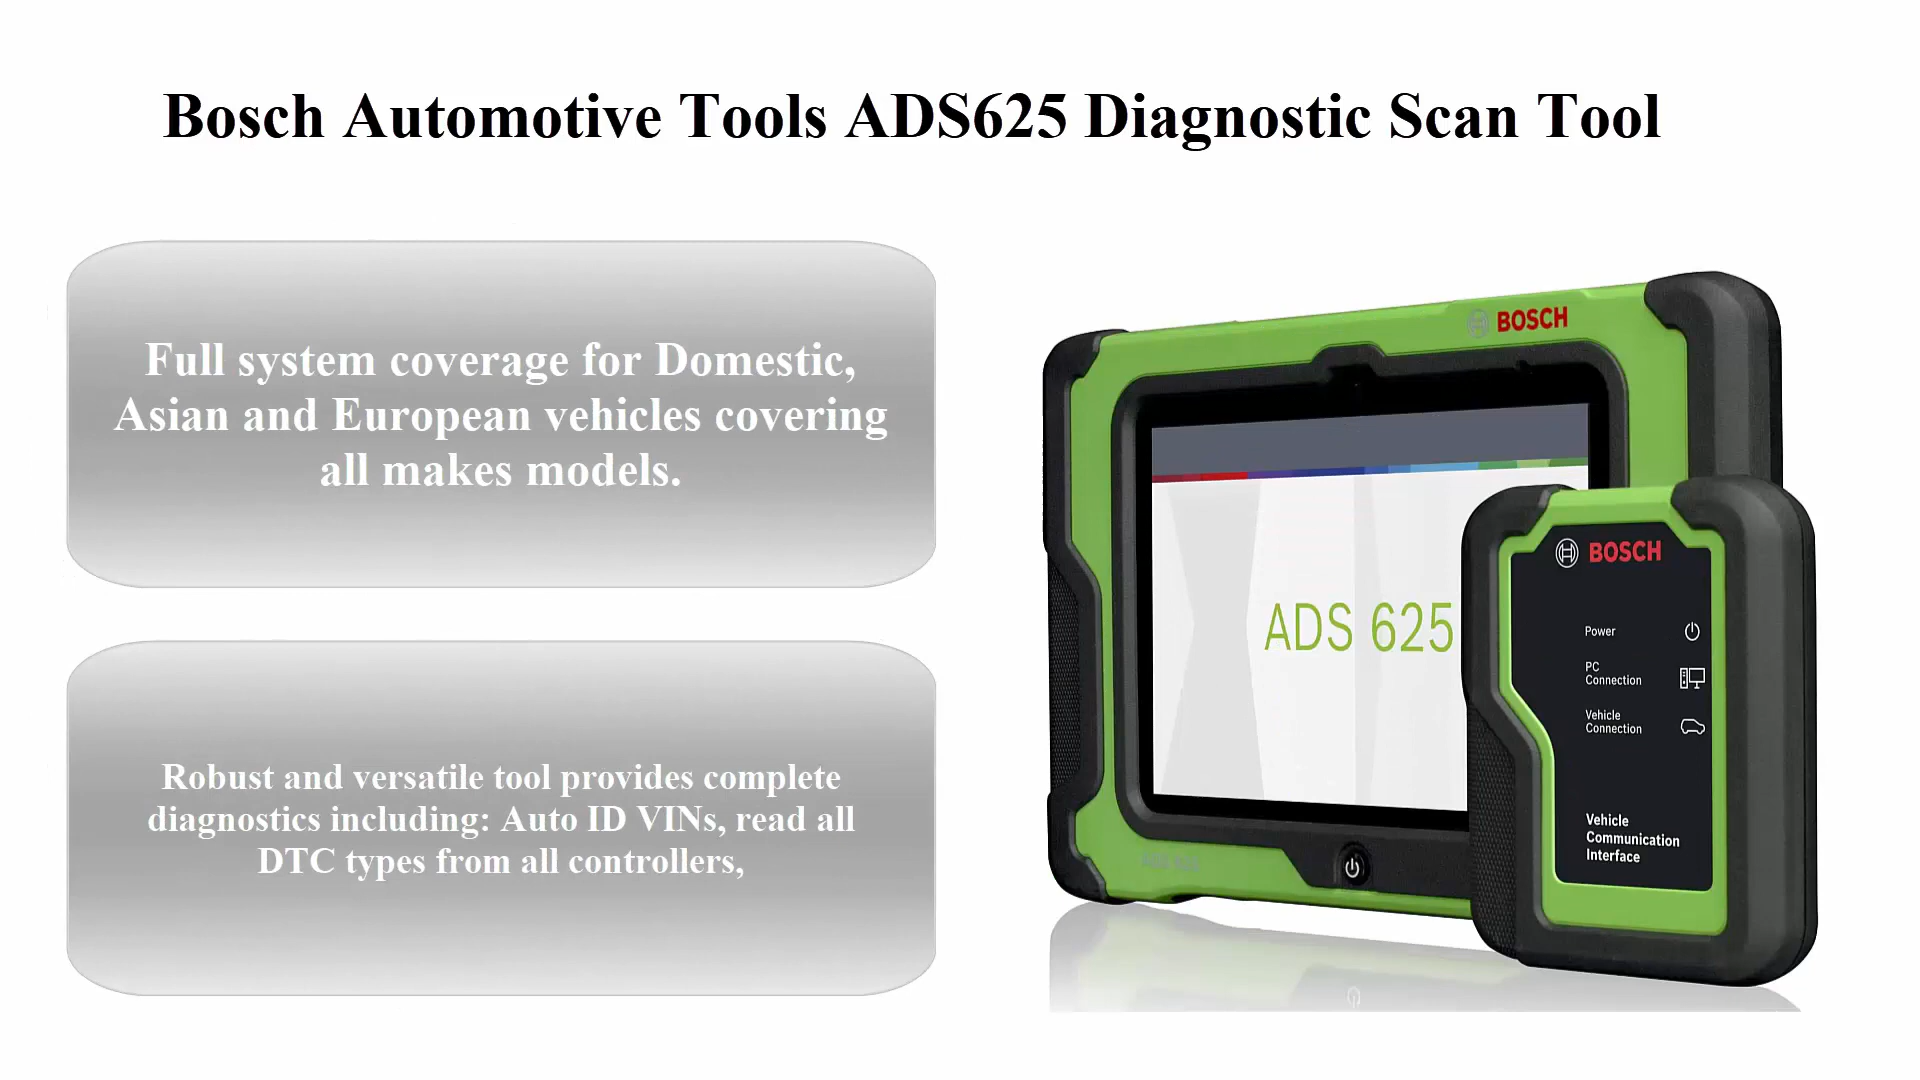 Bosch Automotive Tools ADS625 Diagnostic Scan Tool
Full system coverage for Domestic,
Asian and European vehicles covering
all makes models.
Robust and versatile tool provides complete
diagnostics including: Auto ID VINs, read all
DTC types from all controllers,
BOSCH
ADS 625
ADS 625
BOSCH
Power
PC
Connection
Vehicle
Connection
Vehicle
Communication
Interface